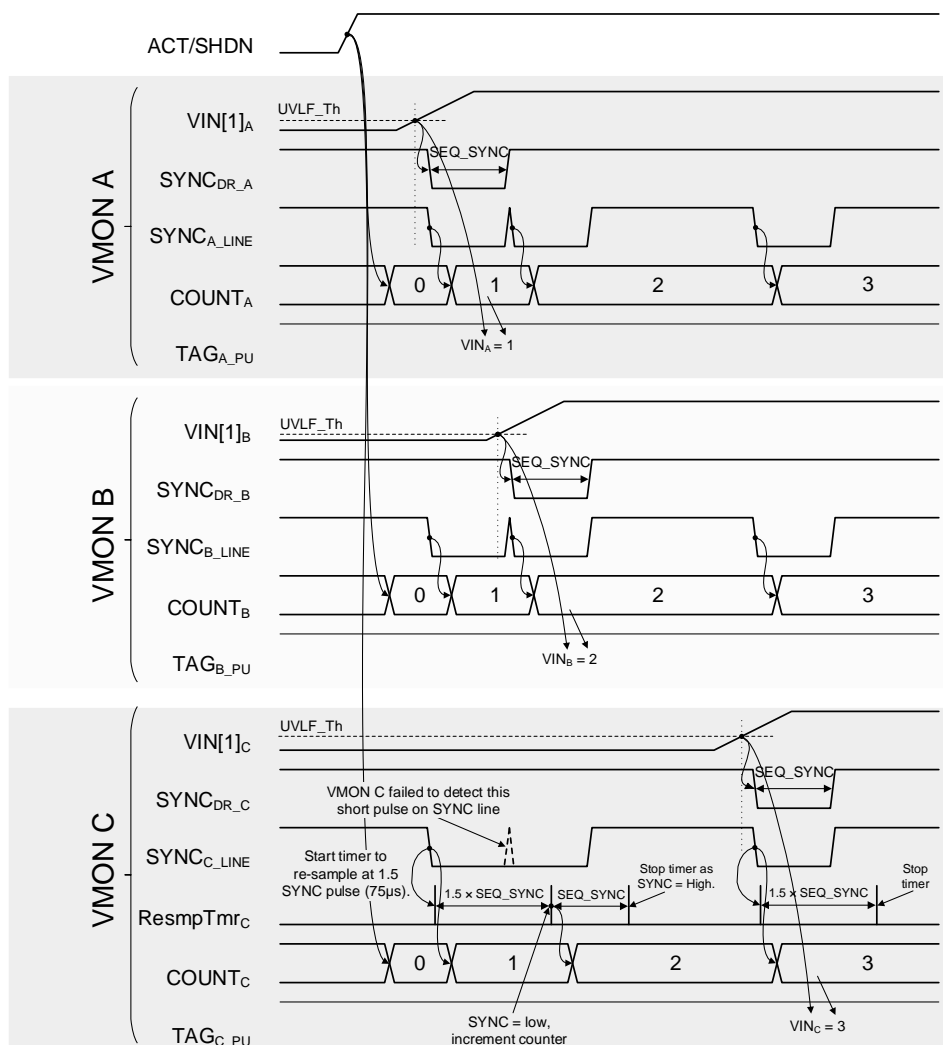 ACT/SHDN
VMON A
UVLF_Th
VIN[1]A
SEQ_SYNC
SYNCDR_A
SYNCA_LINE
COUNTA
0
1
2
3
VINA = 1
TAGA_PU
VMON B
UVLF_Th
VIN[1]B
SEQ_SYNC
SYNCDR_B
SYNCB_LINE
COUNTB
0
1
2
3
VINB = 2
TAGB_PU
VMON C
UVLF_Th
VIN[1]C
SEQ_SYNC
SYNCDR_C
VMON C failed to detect this
short pulse on SYNC line
SYNCC_LINE
Start timer to
re-sample at 1.5
SYNC pulse (75µs).
Stop timer as
SYNC = High.
Stop
timer
1.5 × SEQ_SYNC
SEQ_SYNC
1.5 × SEQ_SYNC
ResmpTmrC
COUNTC
0
1
2
3
SYNC = low,
increment counter
VINC = 3
TAGC_PU